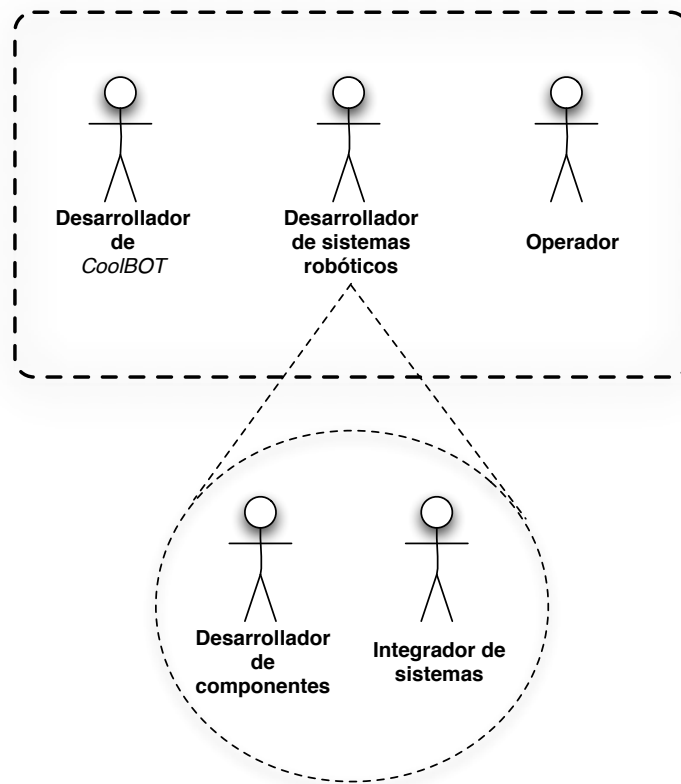 Desarrollador
de
CoolBOT
Desarrollador
de sistemas
robóticos
Operador
Desarrollador
de
componentes
Integrador de
sistemas